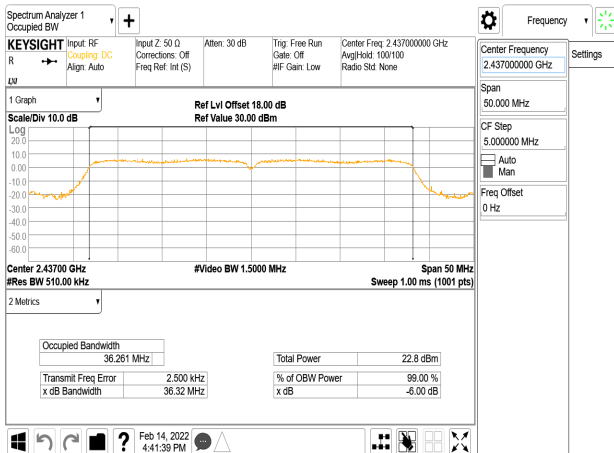 Spectrum Analyzer 1
Occupied BW
Frequency
KEYSIGHT
R
LXI
Input: RF
Coupling: DC
Align: Auto
Input Z: 50 Ω
Corrections: Off
Freq Ref: Int (S)
Atten: 30 dB
Trig: Free Run
Gate: Off
#IF Gain: Low
Center Freq: 2.437000000 GHz
Avg|Hold: 100/100
Radio Std: None
Center Frequency
2.437000000 GHz
Settings
Span
50.000 MHz
CF Step
5.000000 MHz
Auto
Man
Freq Offset
0 Hz
1 Graph
Scale/Div 10.0 dB
Ref Lvl Offset 18.00 dB
Ref Value 30.00 dBm
Log
20.0
10.0
0.00
-10.0
-20.0
-30.0
-40.0
-50.0
-60.0
Center 2.43700 GHz
#Video BW 1.5000 MHz
Span 50 MHz
#Res BW 510.00 kHz
Sweep 1.00 ms (1001 pts)
2 Metrics
Occupied Bandwidth
36.261 MHz
Total Power 22.8 dBm
Transmit Freq Error 2.500 kHz
% of OBW Power 99.00 %
x dB Bandwidth 36.32 MHz
x dB -6.00 dB
?
Feb 14, 2022
4:41:39 PM